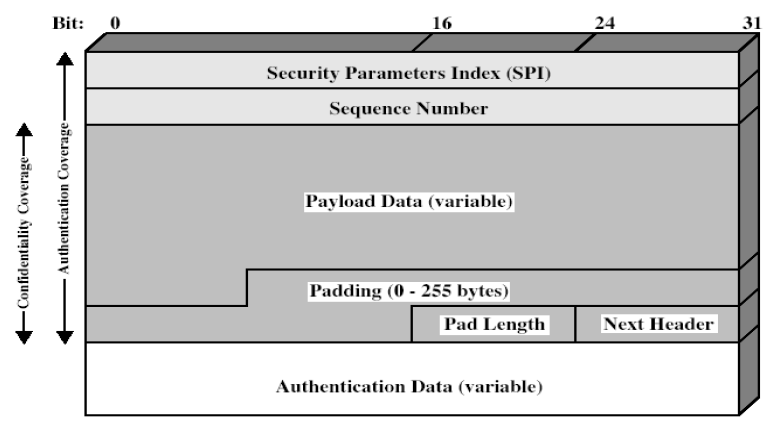 Bit: 0 16 24 31
Security Parameters Index (SPI)
Sequence Number
Payload Data (variable)
Padding (0 - 255 bytes)
Pad Length Next Header
Authentication Data (variable)
Confidentiality Coverage
Authentication Coverage